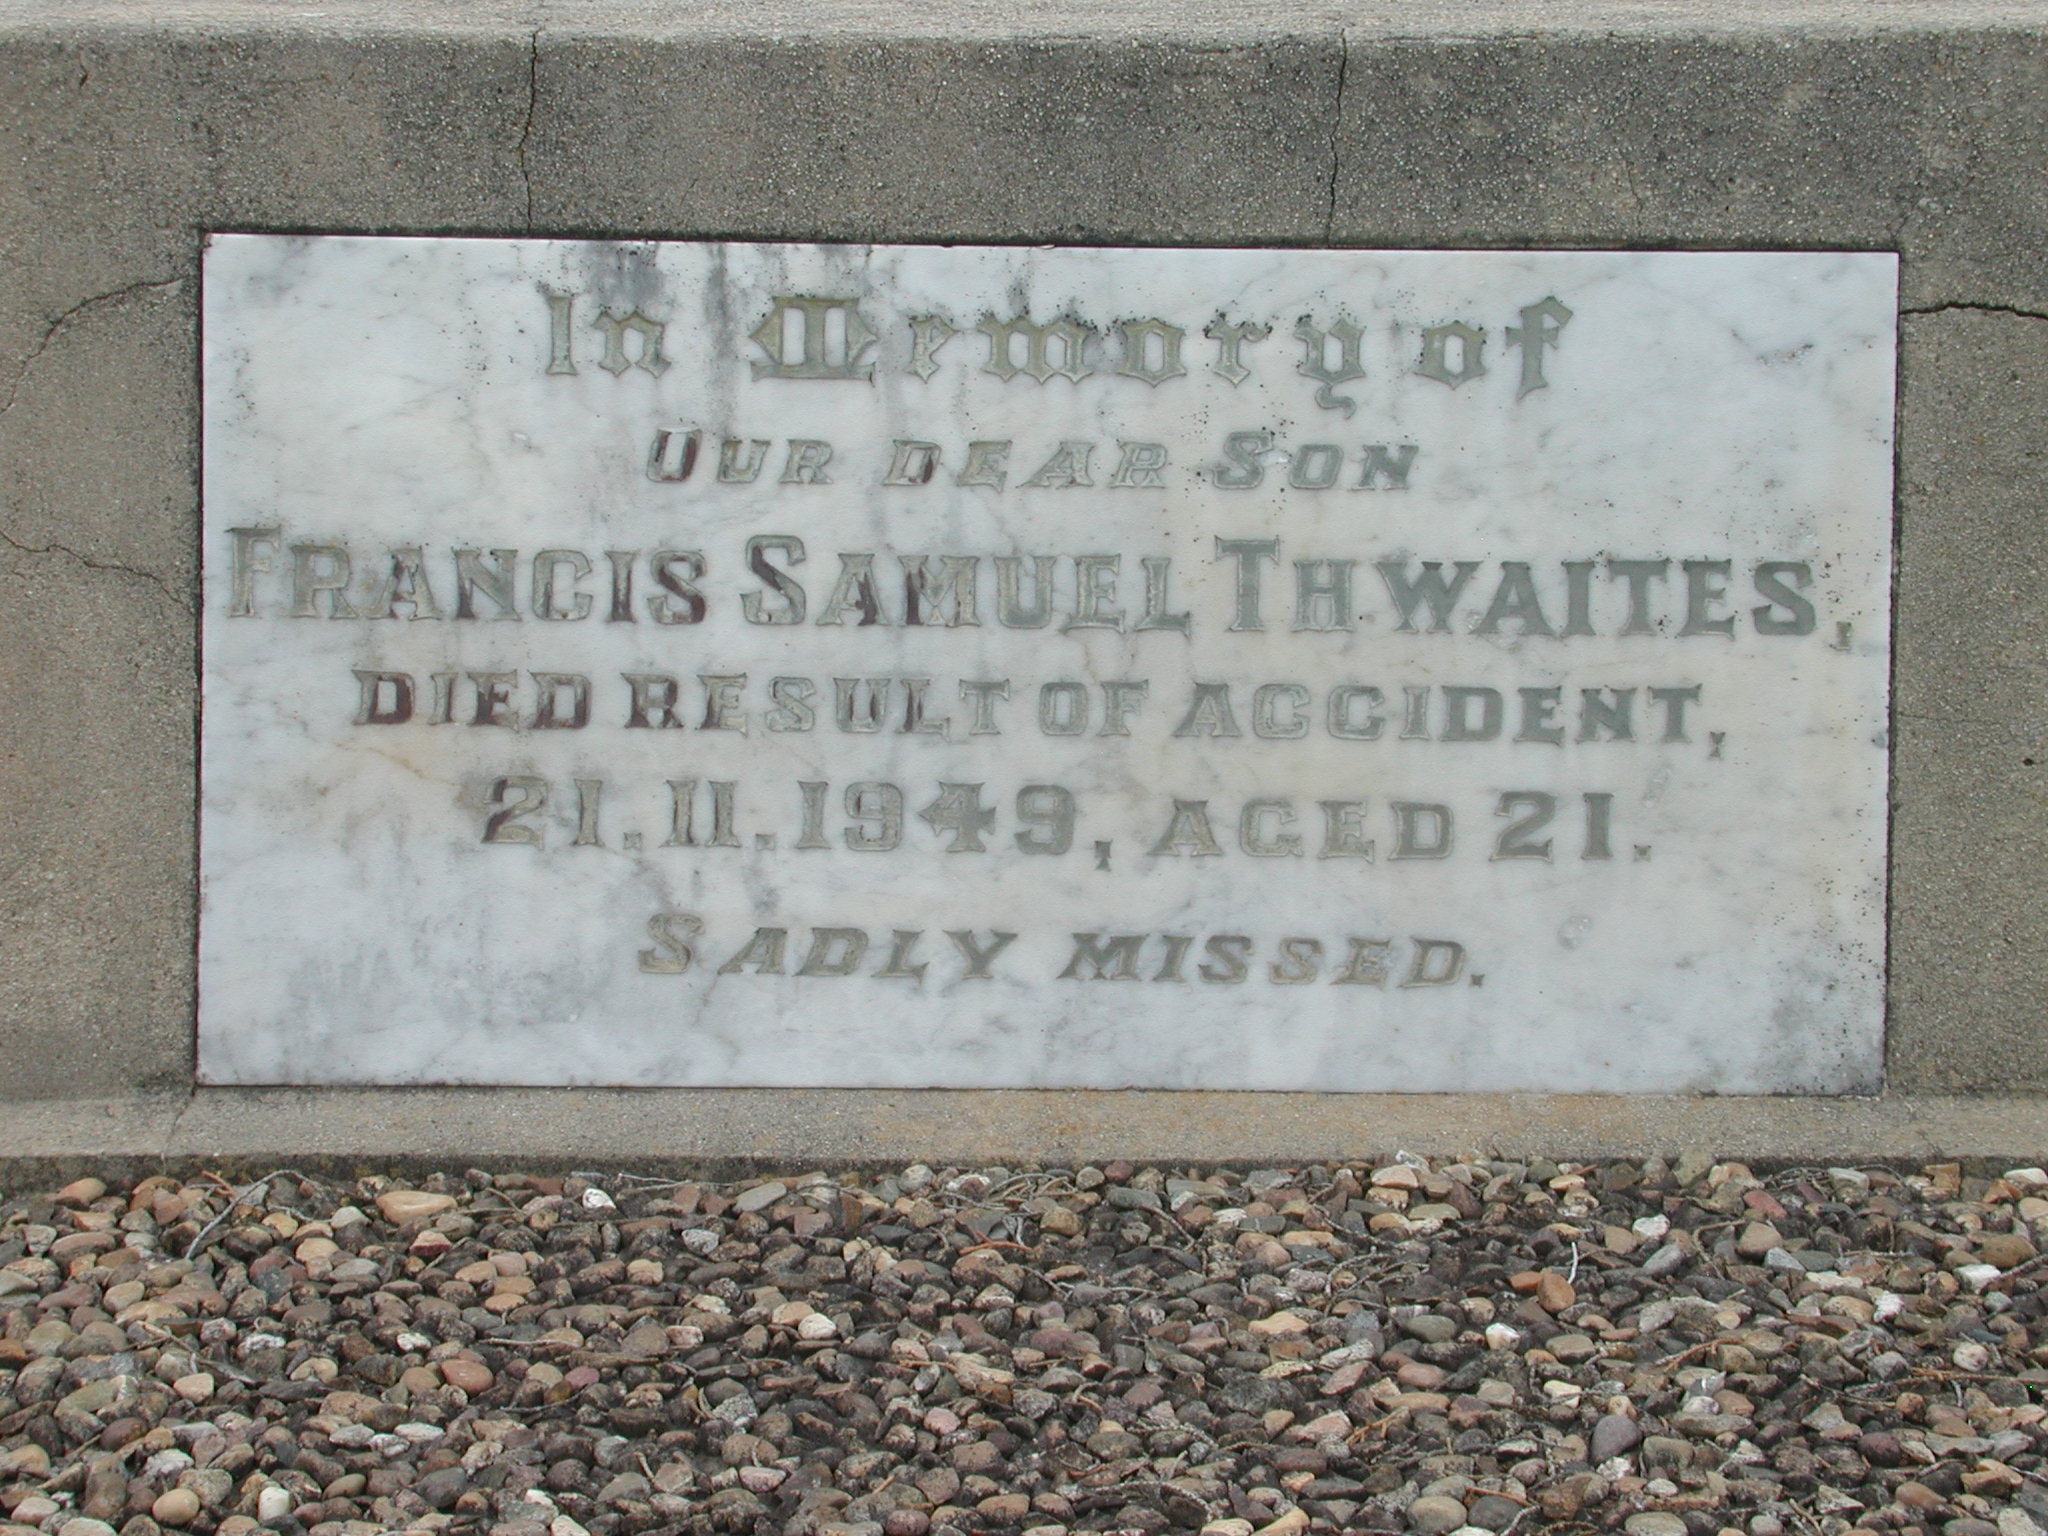 In Memory of
OUR DEAR SON
FRANCIS SAMUEL THWAITES,
DIED RESULT OF ACCIDENT,
21.11.1949, AGED 21.
SADLY MISSED.